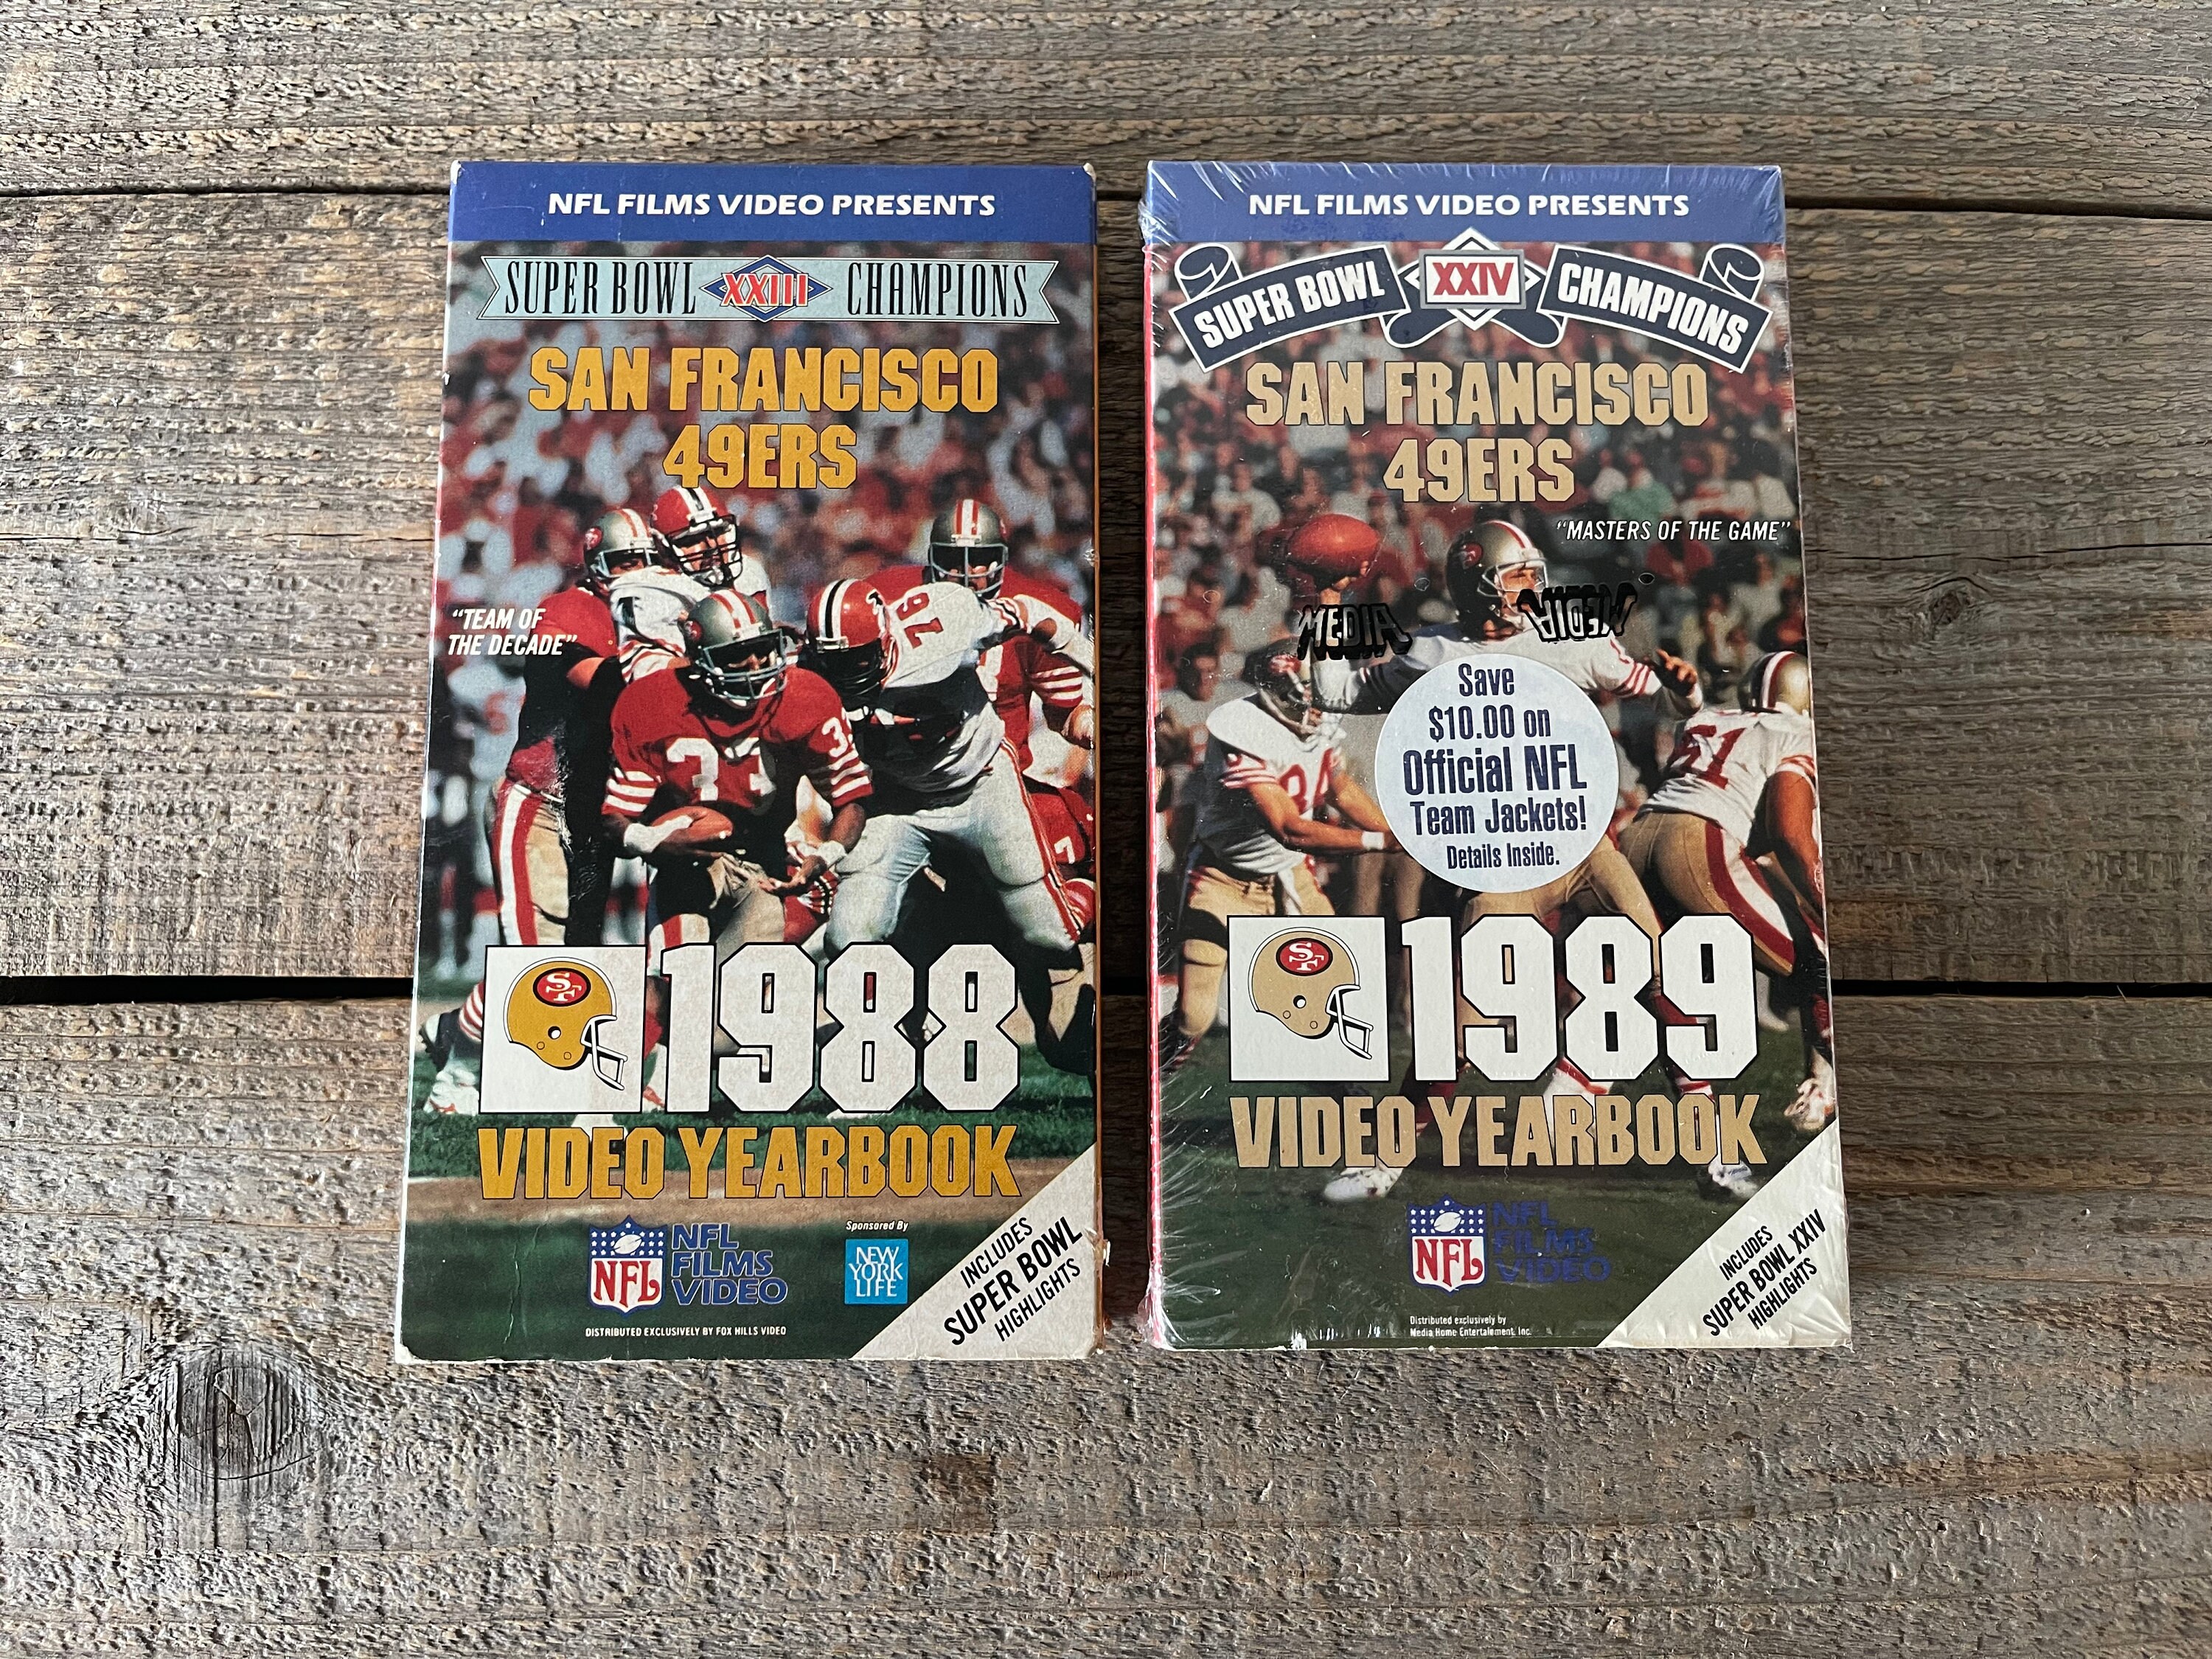 NFL FILMS VIDEO PRESENTS
SUPER BOWL XXIII CHAMPIONS
SAN FRANCISCO
49ERS
"TEAM OF
THE DECADE"
76
33
33
7
SF
1988
VIDEO YEARBOOK
NFL
NFL
FILMS
VIDEO
Sponsored By
NEW
YORK
LIFE
DISTRIBUTED EXCLUSIVELY BY FOX HILLS VIDEO
INCLUDES
SUPER BOWL
HIGHLIGHTS
NFL FILMS VIDEO PRESENTS
SUPER BOWL XXIV CHAMPIONS
SAN FRANCISCO
49ERS
"MASTERS OF THE GAME"
MEDIA
MEDIA
Save
$10.00 on
Official NFL
Team Jackets!
Details Inside.
61
SF
1989
VIDEO YEARBOOK
NFL
NFL
FILMS
VIDEO
Distributed exclusively by
Media Home Entertainment, Inc.
INCLUDES
SUPER BOWL XXIV
HIGHLIGHTS